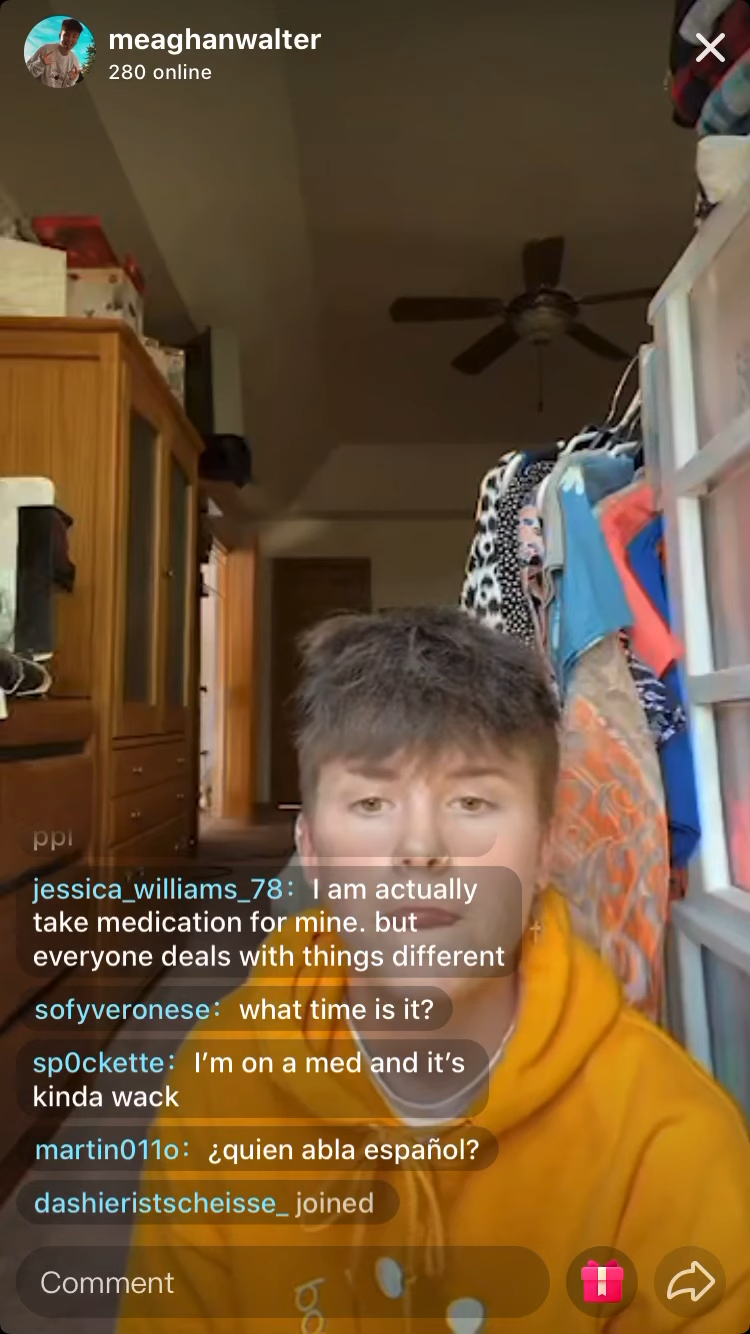 meaghanwalter
280 online
ppl
jessica_williams_78: I am actually
take medication for mine. but
everyone deals with things different
sofyveronese: what time is it?
sp0ckette: I’m on a med and it’s
kinda wack
martin011o: ¿quien abla español?
dashieristscheisse_ joined
Comment